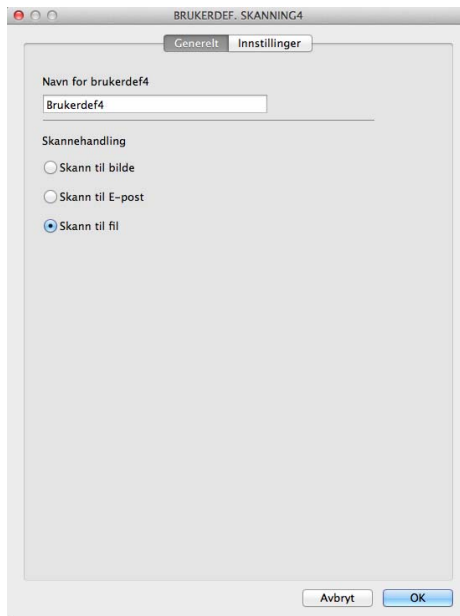 BRUKERDEF. SKANNING4
Generelt Innstillinger
Navn for brukerdef4
Brukerdef4
Skannehandling
Skann til bilde
Skann til E-post
Skann til fil
Avbryt OK